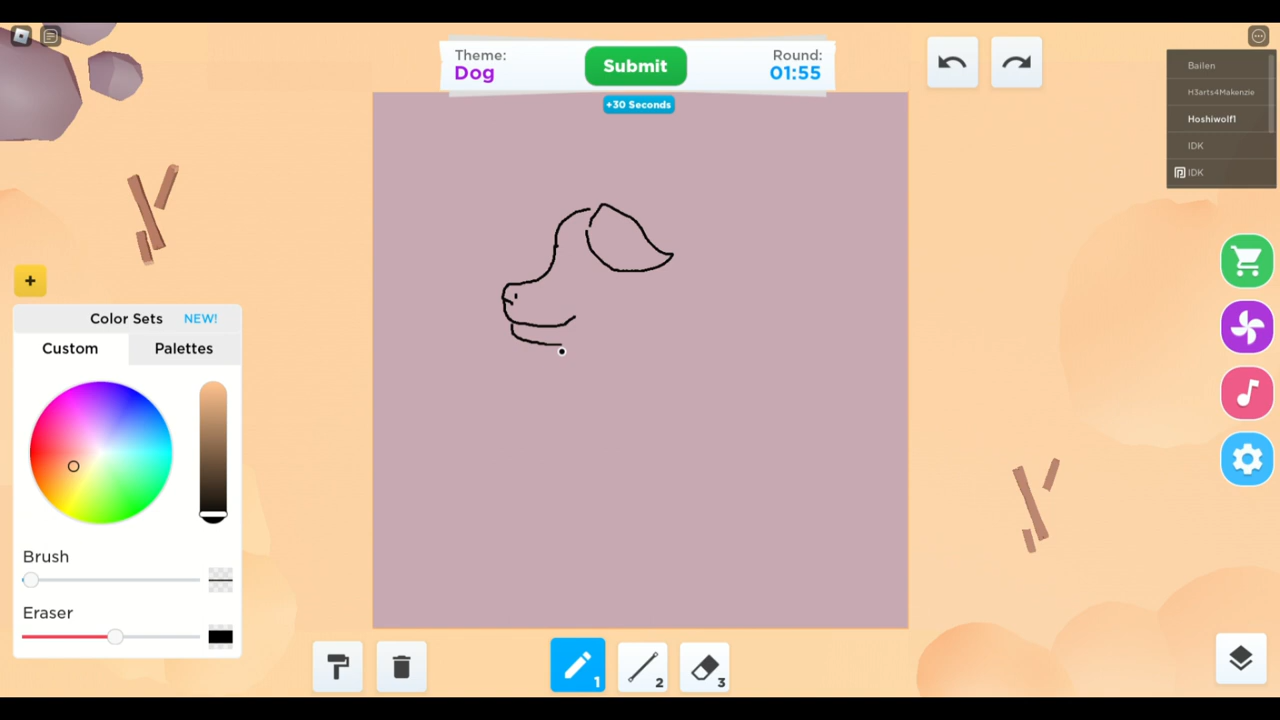 Theme:
Dog
Submit
Round:
01:55
+30 Seconds
Bailen
H3arts4Makenzie
Hoshiwolf1
IDK
IDK
+
Color Sets NEW!
Custom Palettes
Brush
Eraser
1
2
3